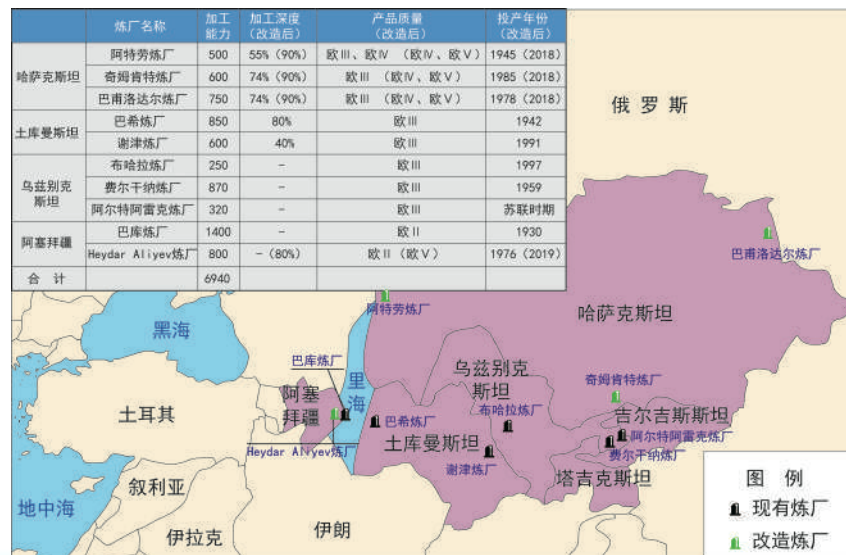 炼厂名称 加工能力 加工深度（改造后） 产品质量（改造后） 投产年份（改造后）
哈萨克斯坦 阿特劳炼厂 500 55%（90%） 欧Ⅲ、欧Ⅳ （欧Ⅳ、欧Ⅴ） 1945（2018）
奇姆肯特炼厂 600 74%（90%） 欧Ⅲ （欧Ⅳ、欧Ⅴ） 1985（2018）
巴甫洛达尔炼厂 750 74%（90%） 欧Ⅲ （欧Ⅳ、欧Ⅴ） 1978（2018）
土库曼斯坦 巴希炼厂 850 80% 欧Ⅲ 1942
谢津炼厂 600 40% 欧Ⅲ 1991
乌兹别克斯坦 布哈拉炼厂 250 - 欧Ⅲ 1997
费尔干纳炼厂 870 - 欧Ⅲ 1959
阿尔特阿雷克炼厂 320 - 欧Ⅲ 苏联时期
阿塞拜疆 巴库炼厂 1400 - 欧Ⅱ 1930
Heydar Aliyev炼厂 800 -（80%） 欧Ⅱ（欧Ⅴ） 1976（2019）
合 计 6940
俄罗斯
巴甫洛达尔炼厂
阿特劳炼厂
哈萨克斯坦
黑海
巴库炼厂
里海
乌兹别克斯坦
奇姆肯特炼厂
阿塞拜疆
布哈拉炼厂
吉尔吉斯斯坦
土耳其
巴希炼厂
阿尔特阿雷克炼厂
土库曼斯坦
费尔干纳炼厂
Heydar Aliyev炼厂
谢津炼厂
塔吉克斯坦
叙利亚
地中海
伊拉克
伊朗
图 例
现有炼厂
改造炼厂